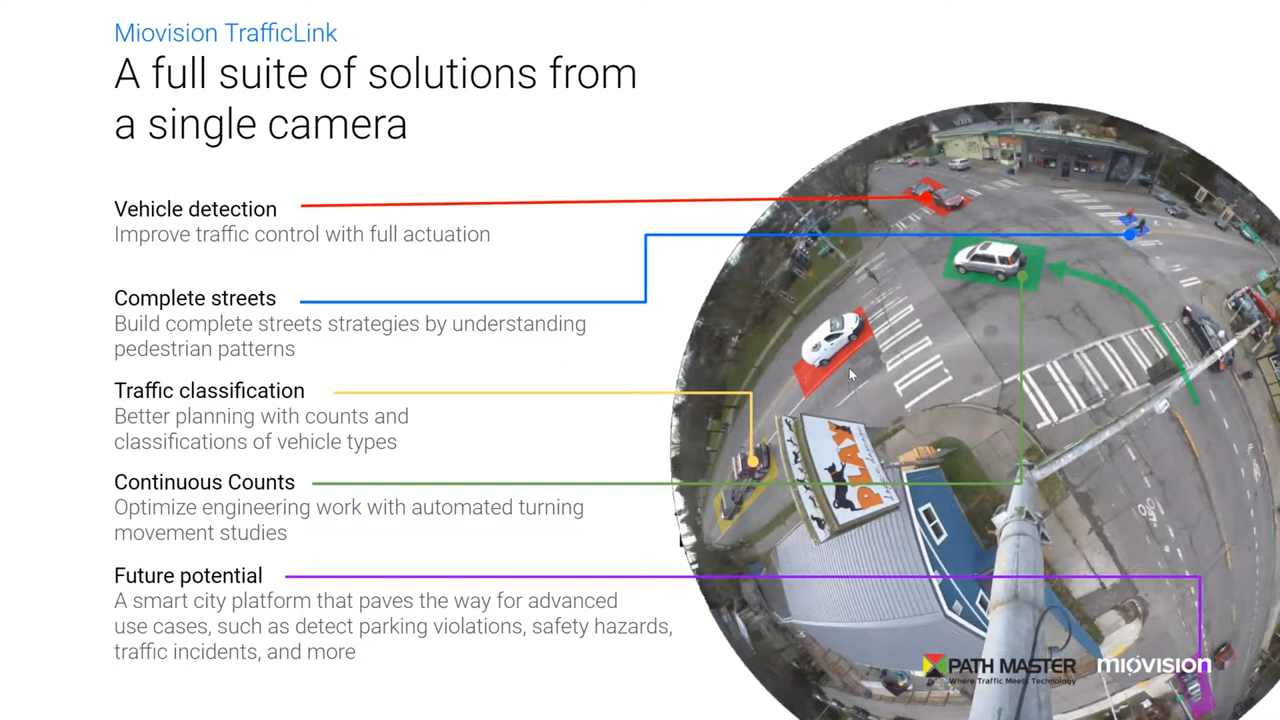 Miovision TrafficLink
A full suite of solutions from
a single camera
Vehicle detection
Improve traffic control with full actuation
Complete streets
Build complete streets strategies by understanding
pedestrian patterns
Traffic classification
Better planning with counts and
classifications of vehicle types
Continuous Counts
Optimize engineering work with automated turning
movement studies
Future potential
A smart city platform that paves the way for advanced
use cases, such as detect parking violations, safety hazards,
traffic incidents, and more
PLAY
PATH MASTER
Where Traffic Meets Technology
miovision